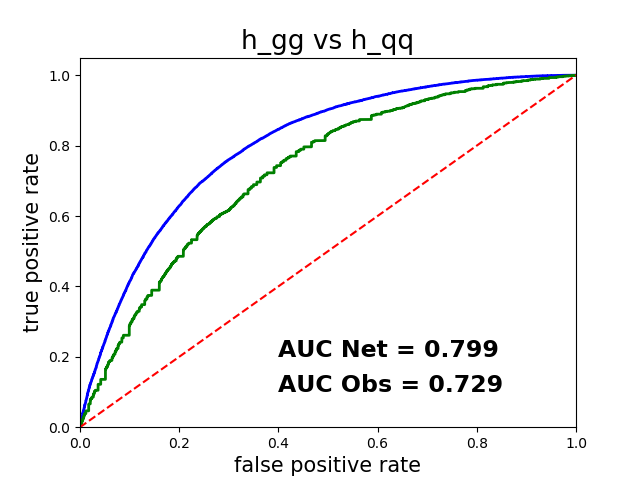 h_gg vs h_qq
1.0
0.8
0.6
0.4
0.2
0.0
true positive rate
AUC Net = 0.799
AUC Obs = 0.729
0.0 0.2 0.4 0.6 0.8 1.0
false positive rate